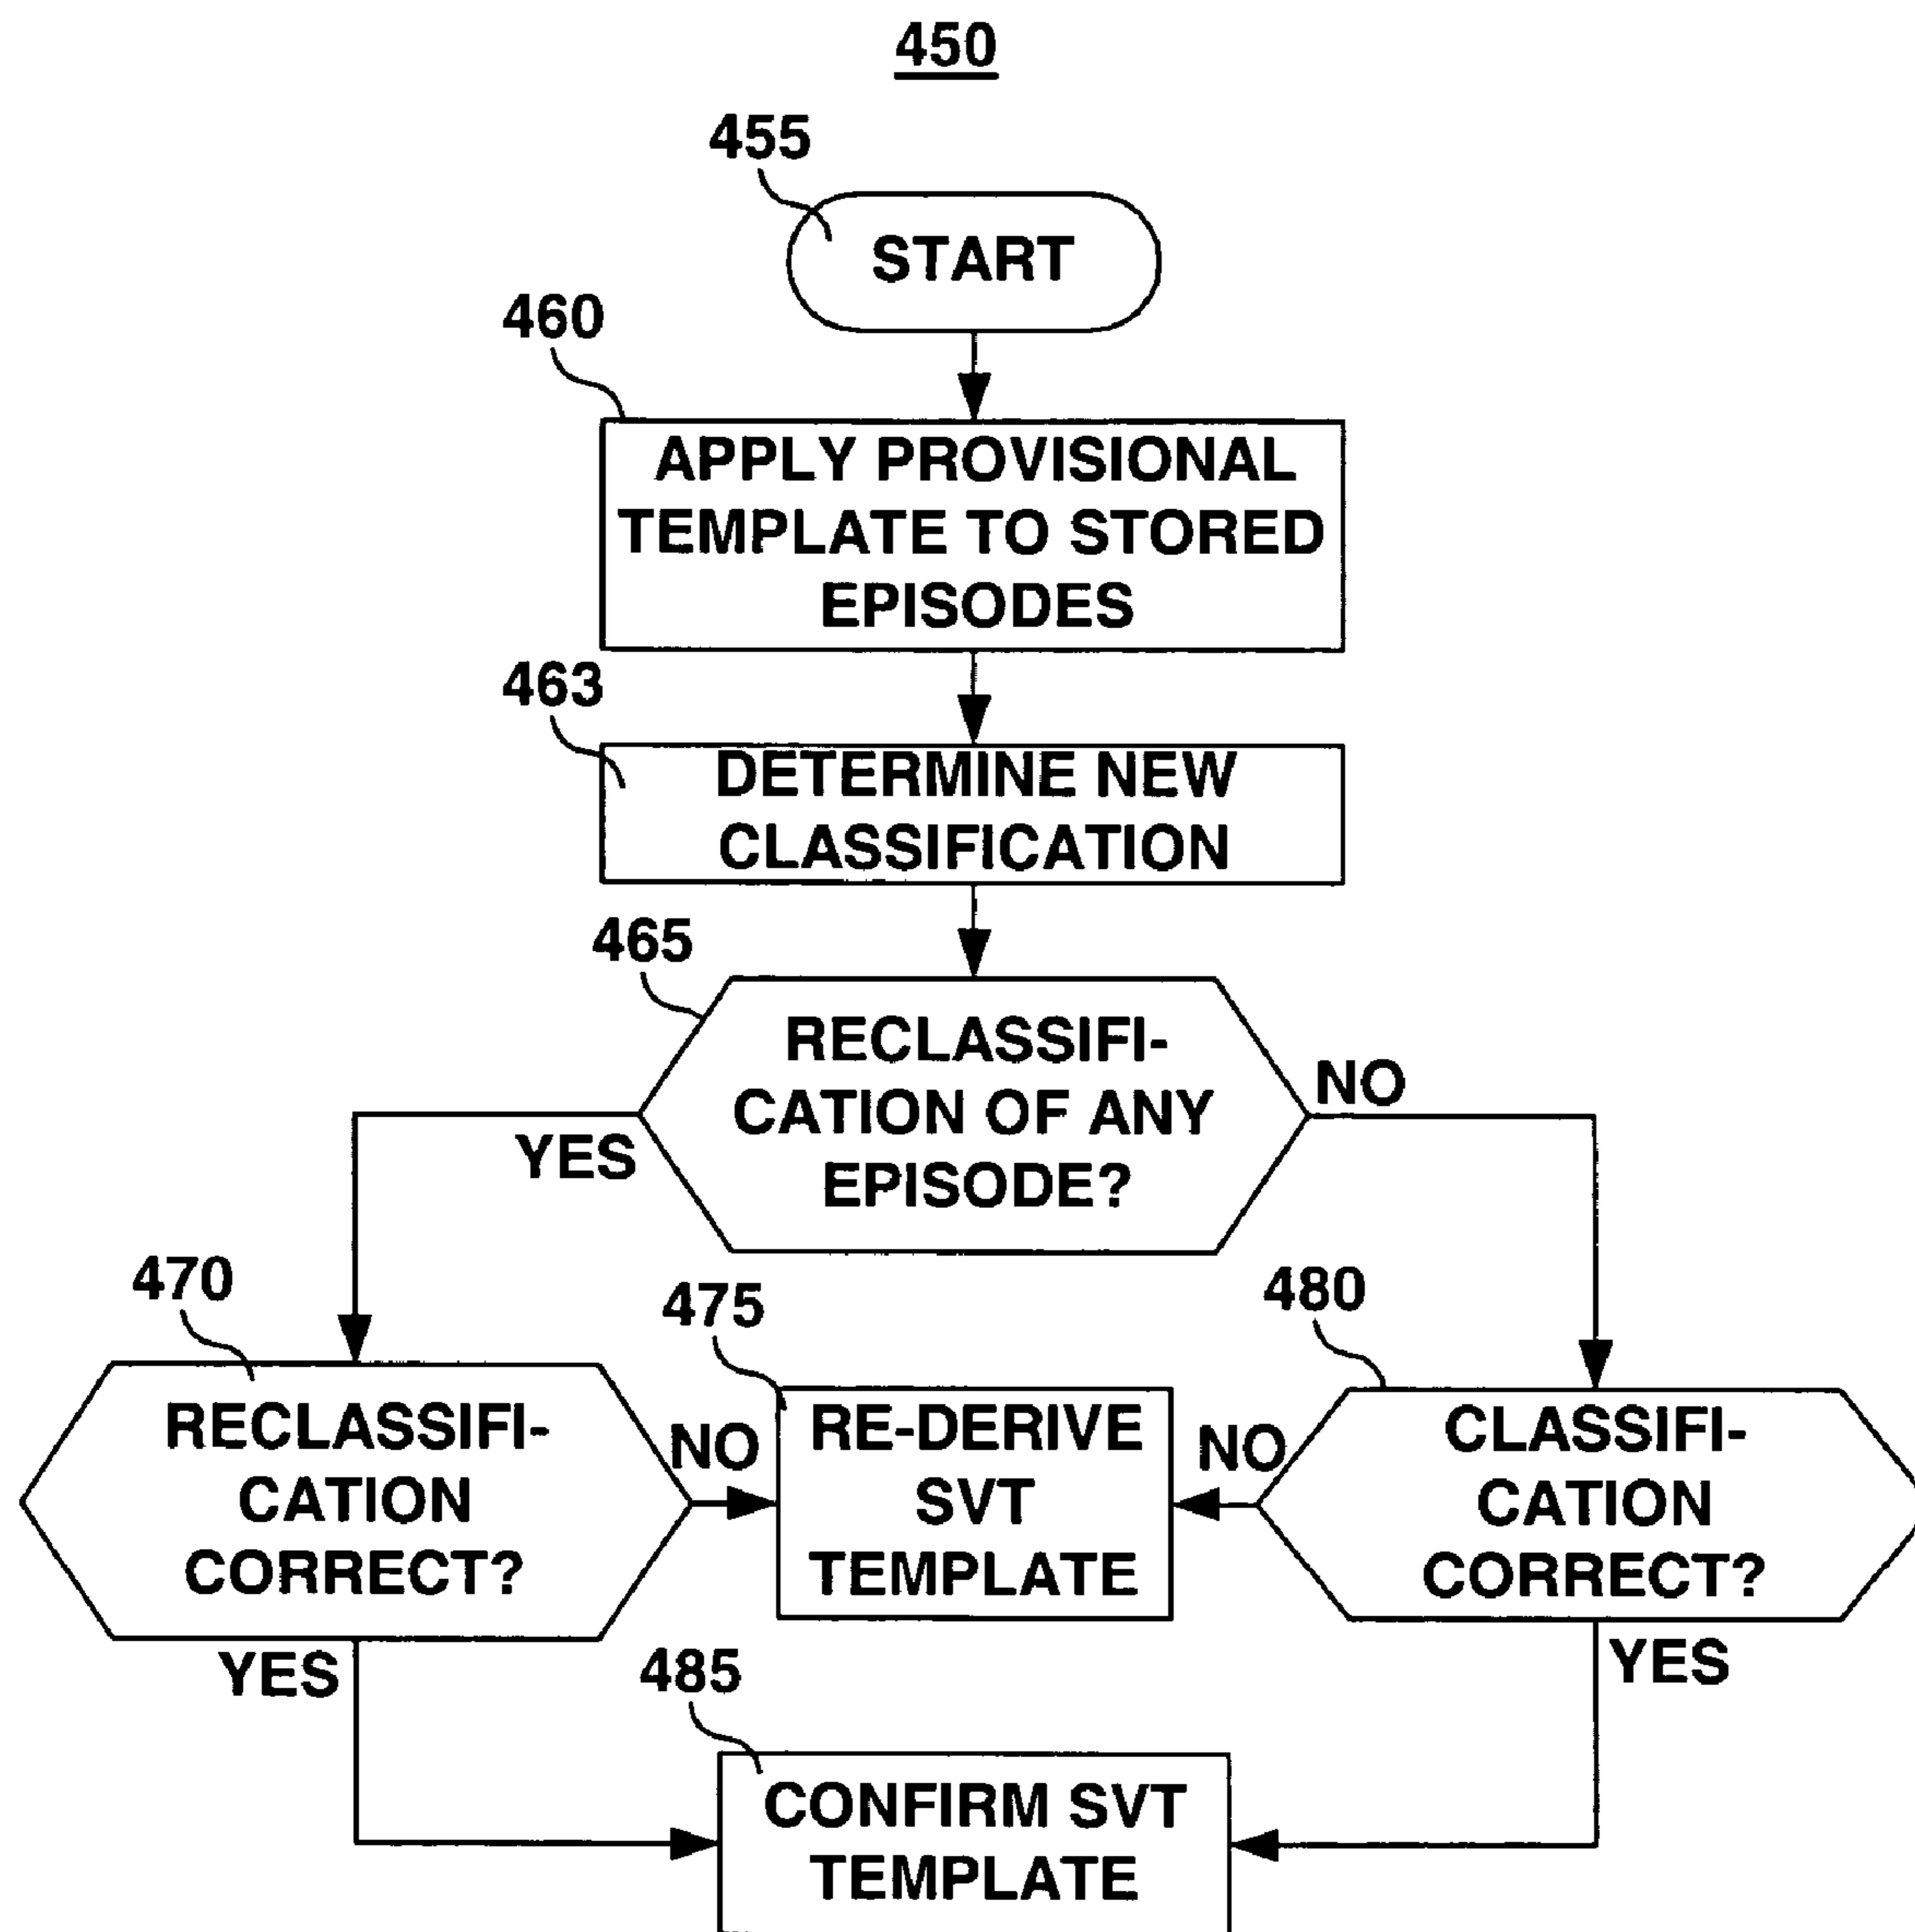 450
455
START
460
APPLY PROVISIONAL
TEMPLATE TO STORED
EPISODES
463
DETERMINE NEW
CLASSIFICATION
465
RECLASSIFI-
CATION OF ANY
EPISODE?
YES
NO
470
RECLASSIFI-
CATION
CORRECT?
NO
YES
475
RE-DERIVE
SVT
TEMPLATE
480
CLASSIFI-
CATION
CORRECT?
NO
YES
485
CONFIRM SVT
TEMPLATE